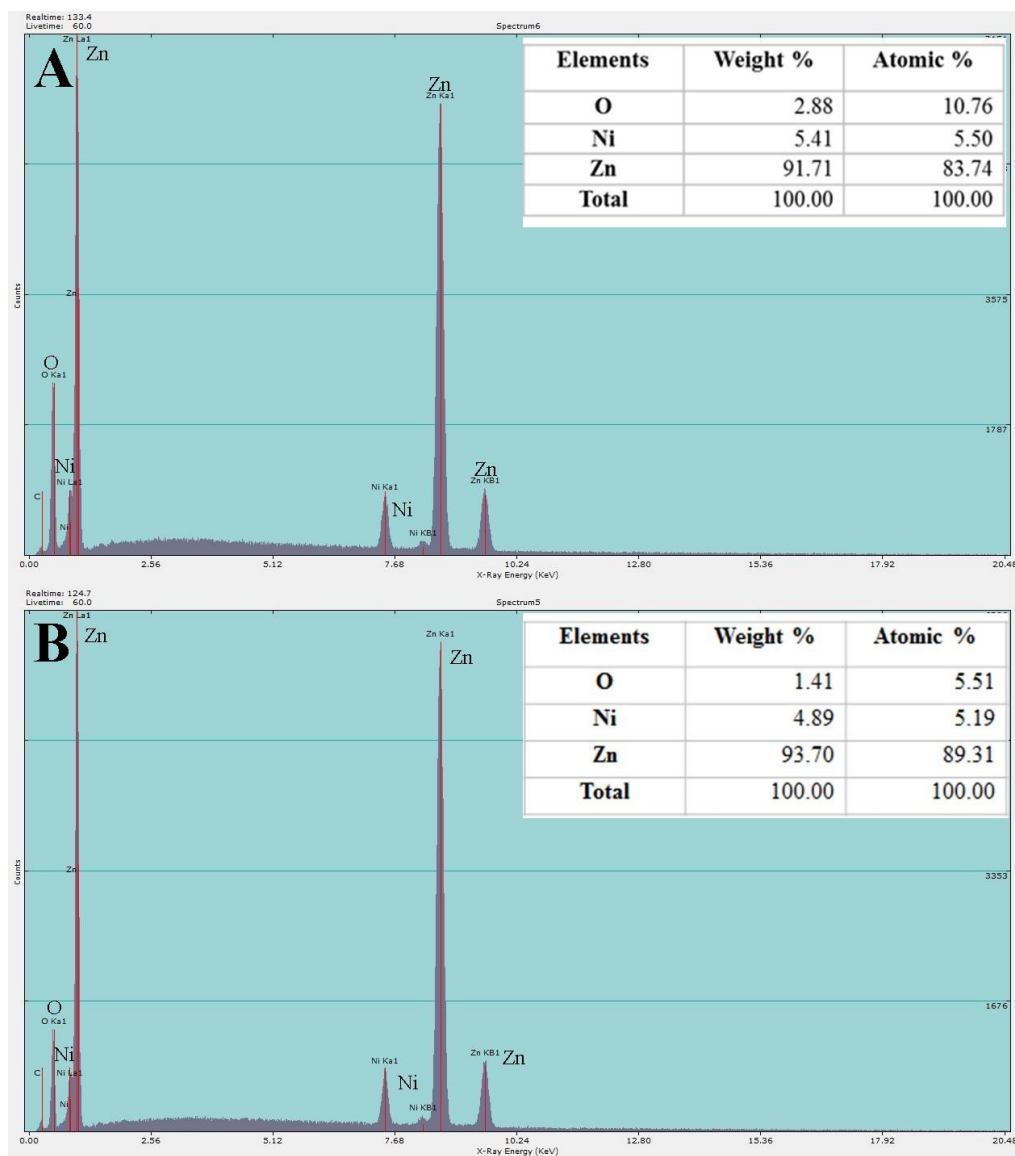 Realtime: 133.4
Livetime: 60.0
Spectrum6
Zn La1
Zn
A
Zn
Zn Ka1
Elements Weight % Atomic %
O 2.88 10.76
Ni 5.41 5.50
Zn 91.71 83.74
Total 100.00 100.00
Counts
Zn
3575
O
O Ka1
1787
Ni
Ni La1
C
Ni
Ni Ka1
Ni
Ni KB1
Zn
Zn KB1
0.00 2.56 5.12 7.68 10.24 12.80 15.36 17.92 20.48
X-Ray Energy (KeV)
Realtime: 124.7
Livetime: 60.0
Spectrum5
Zn La1
Zn
B
Zn Ka1
Zn
Elements Weight % Atomic %
O 1.41 5.51
Ni 4.89 5.19
Zn 93.70 89.31
Total 100.00 100.00
Counts
Zn
3353
O
O Ka1
1676
Ni
C
Ni La1
Ni
Ni Ka1
Ni
Ni KB1
Zn KB1 Zn
0.00 2.56 5.12 7.68 10.24 12.80 15.36 17.92 20.48
X-Ray Energy (KeV)